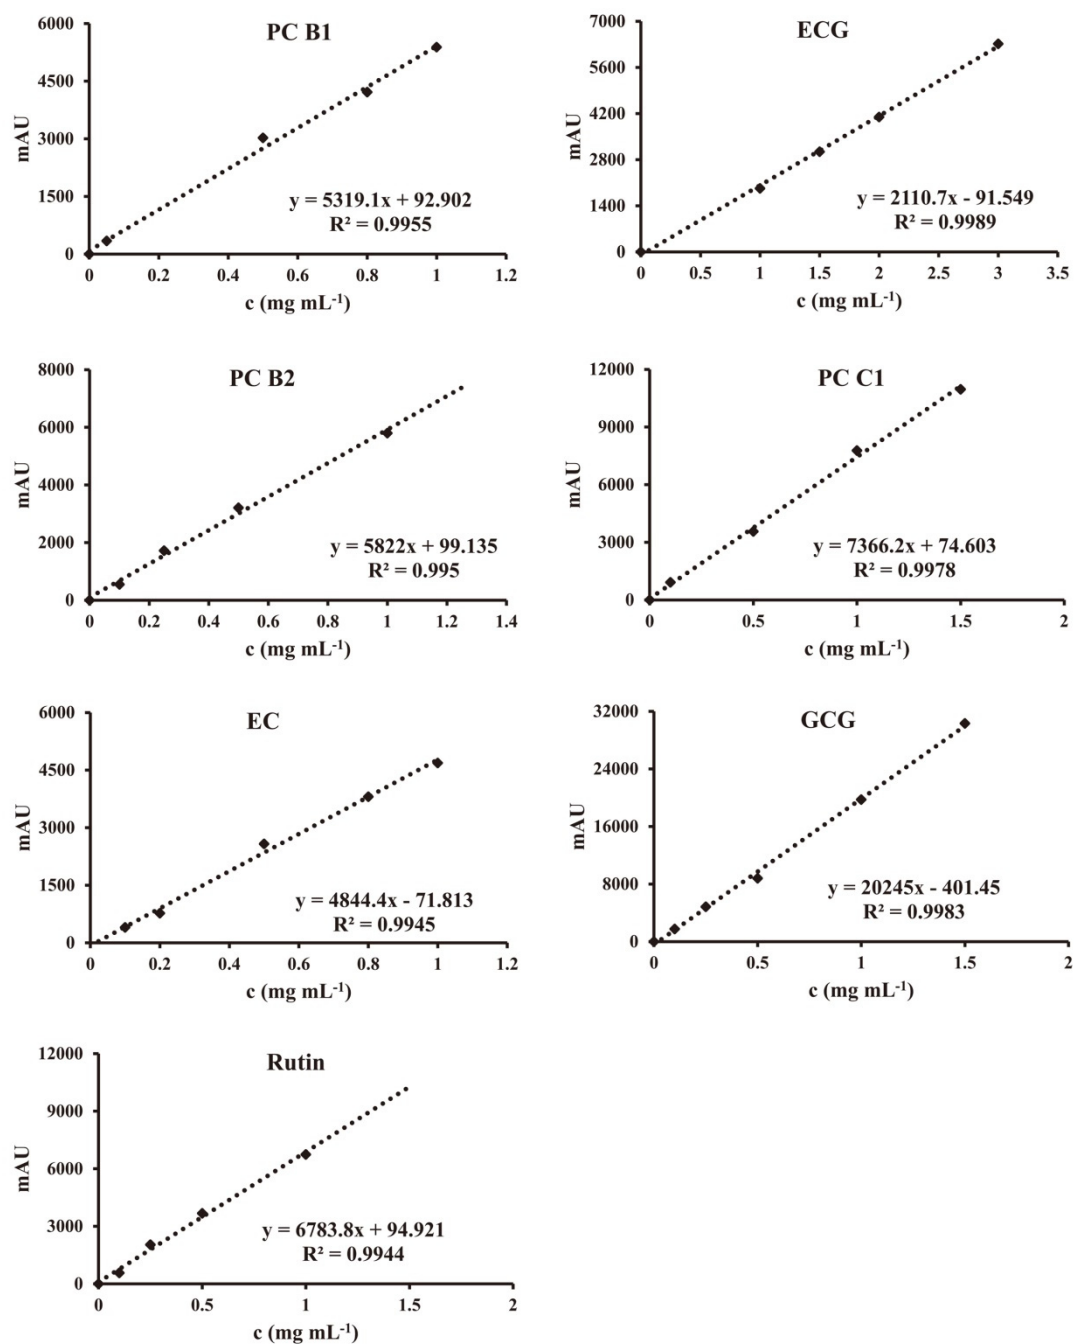 PC B1
6000
4500
3000
1500
0
mAU
y = 5319.1x + 92.902
R² = 0.9955
0 0.2 0.4 0.6 0.8 1 1.2
c (mg mL⁻¹)
ECG
7000
5600
4200
2800
1400
0
mAU
y = 2110.7x - 91.549
R² = 0.9989
0 0.5 1 1.5 2 2.5 3 3.5
c (mg mL⁻¹)
PC B2
8000
6000
4000
2000
0
mAU
y = 5822x + 99.135
R² = 0.995
0 0.2 0.4 0.6 0.8 1 1.2 1.4
c (mg mL⁻¹)
PC C1
12000
9000
6000
3000
0
mAU
y = 7366.2x + 74.603
R² = 0.9978
0 0.5 1 1.5 2
c (mg mL⁻¹)
EC
6000
4500
3000
1500
0
mAU
y = 4844.4x - 71.813
R² = 0.9945
0 0.2 0.4 0.6 0.8 1 1.2
c (mg mL⁻¹)
GCG
32000
24000
16000
8000
0
mAU
y = 20245x - 401.45
R² = 0.9983
0 0.5 1 1.5 2
c (mg mL⁻¹)
Rutin
12000
9000
6000
3000
0
mAU
y = 6783.8x + 94.921
R² = 0.9944
0 0.5 1 1.5 2
c (mg mL⁻¹)